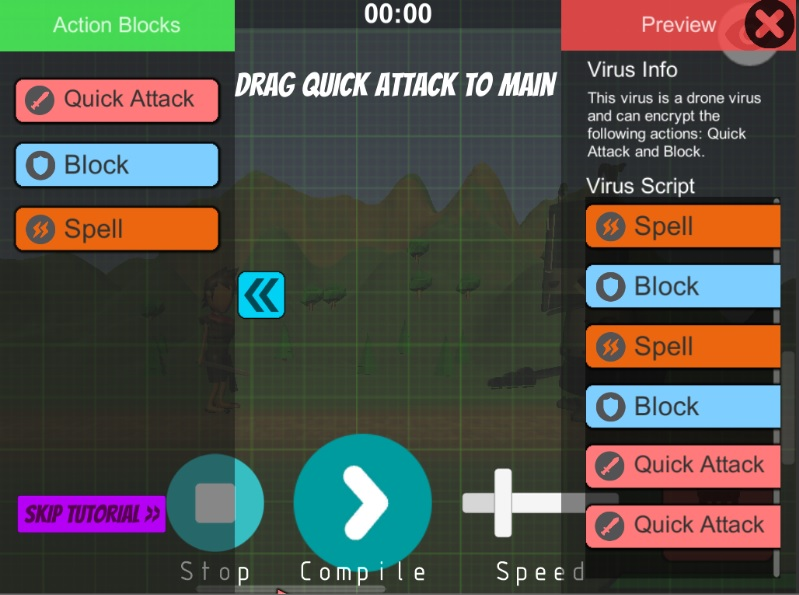 Action Blocks
00:00
Preview
DRAG QUICK ATTACK TO MAIN
Quick Attack
Block
Spell
Virus Info
This virus is a drone virus
and can encrypt the
following actions: Quick
Attack and Block.
Virus Script
Spell
Block
Spell
Block
Quick Attack
Quick Attack
SKIP TUTORIAL >>
Stop
Compile
Speed